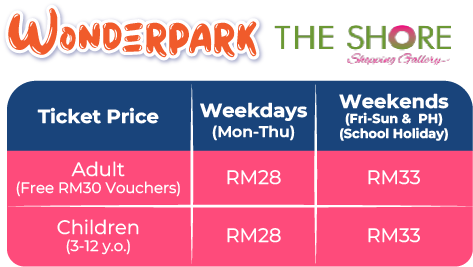 WONDERPARK THE SHORE
Shopping Gallery
Ticket Price Weekdays (Mon-Thu) Weekends (Fri-Sun & PH) (School Holiday)
Adult (Free RM30 Vouchers) RM28 RM33
Children (3-12 y.o.) RM28 RM33